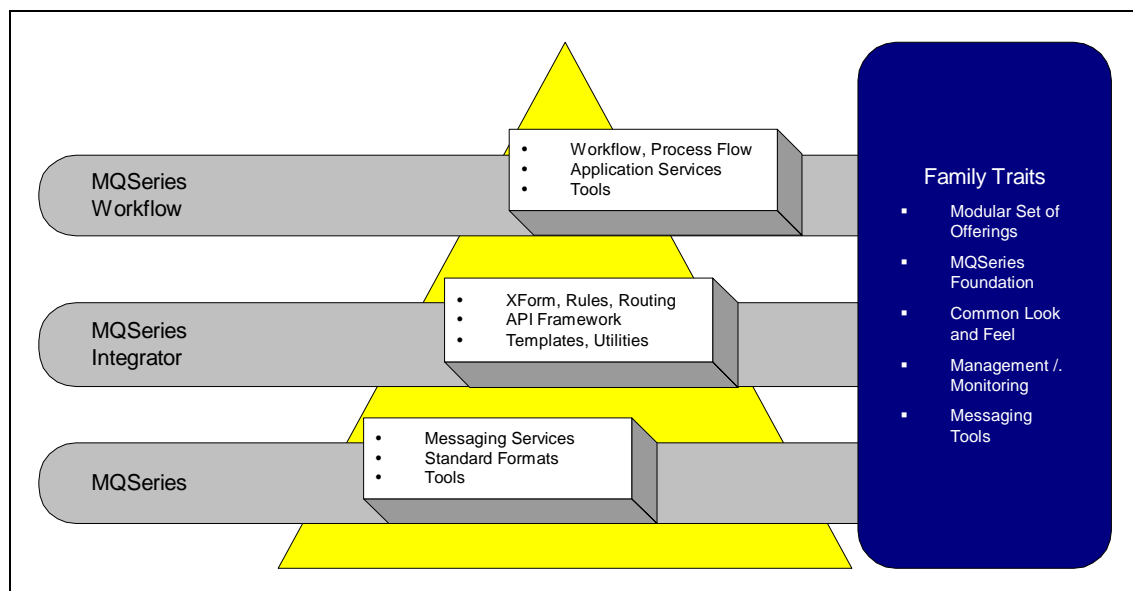 MQSeries
Workflow
• Workflow, Process Flow
• Application Services
• Tools
MQSeries
Integrator
• XForm, Rules, Routing
• API Framework
• Templates, Utilities
MQSeries
• Messaging Services
• Standard Formats
• Tools
Family Traits
▪ Modular Set of
Offerings
▪ MQSeries
Foundation
▪ Common Look
and Feel
▪ Management /.
Monitoring
▪ Messaging
Tools